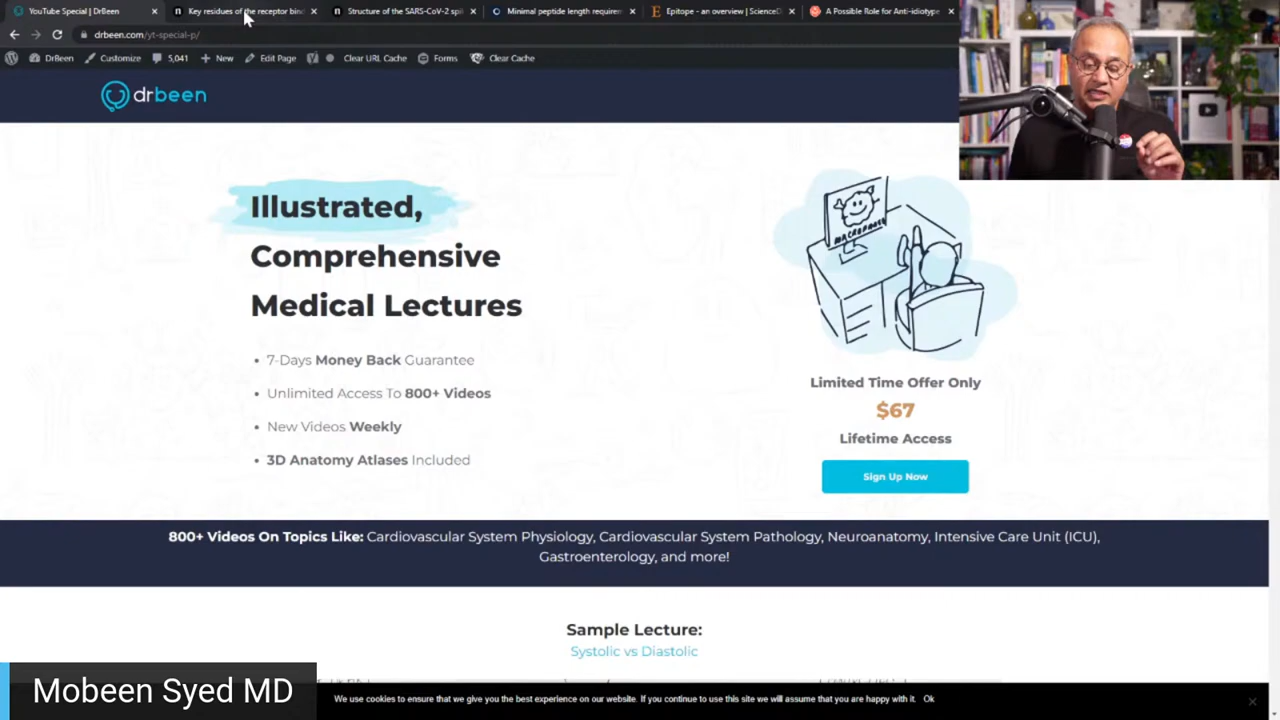 YouTube Special | DrBeen
Key residues of the receptor bind
Structure of the SARS-CoV-2 spi
Minimal peptide length requirem
Epitope - an overview | ScienceD
A Possible Role for Anti-idiotype
drbeen.com/yt-special-p/
DrBeen
Customize
5,041
New
Edit Page
Clear URL Cache
Forms
Clear Cache
drbeen
Illustrated,
Comprehensive
Medical Lectures
• 7-Days Money Back Guarantee
• Unlimited Access To 800+ Videos
• New Videos Weekly
• 3D Anatomy Atlases Included
MACROPHAGE
Limited Time Offer Only
$67
Lifetime Access
Sign Up Now
800+ Videos On Topics Like: Cardiovascular System Physiology, Cardiovascular System Pathology, Neuroanatomy, Intensive Care Unit (ICU),
Gastroenterology, and more!
Sample Lecture:
Systolic vs Diastolic
Mobeen Syed MD
We use cookies to ensure that we give you the best experience on our website. If you continue to use this site we will assume that you are happy with it.
Ok